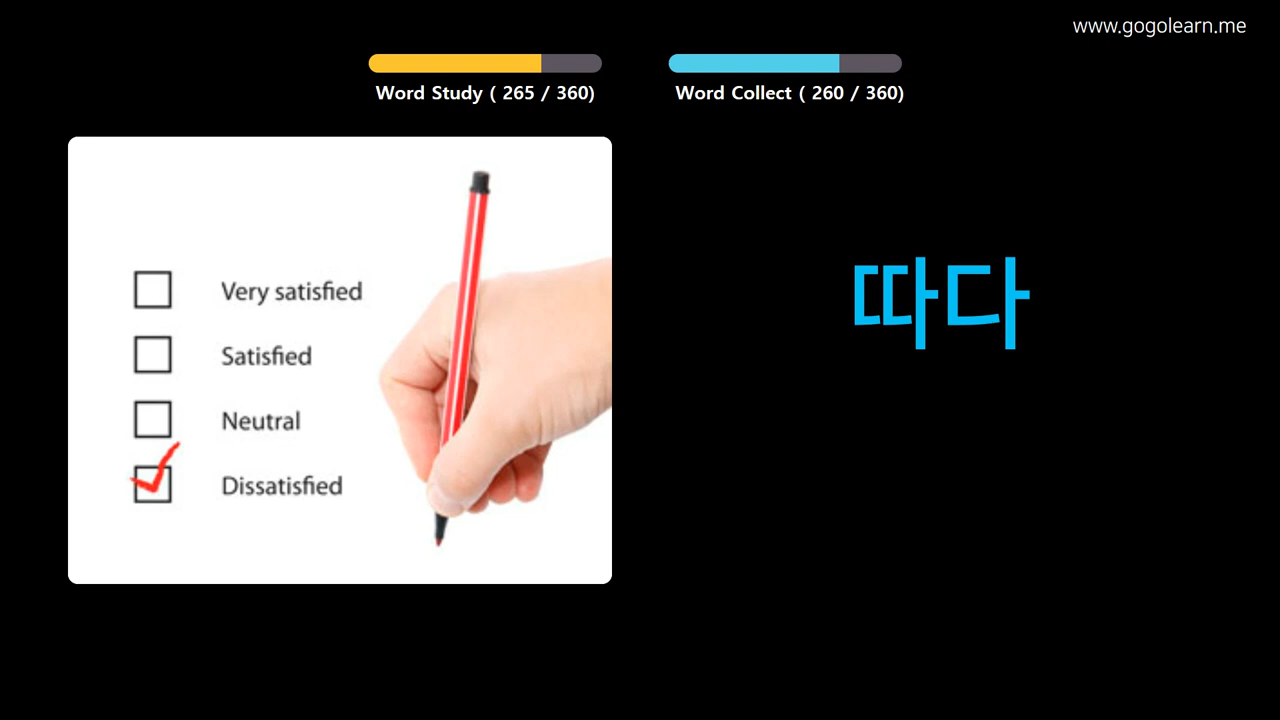 www.gogolearn.me
Word Study ( 265 / 360)
Word Collect ( 260 / 360)
Very satisfied
Satisfied
Neutral
Dissatisfied
따다